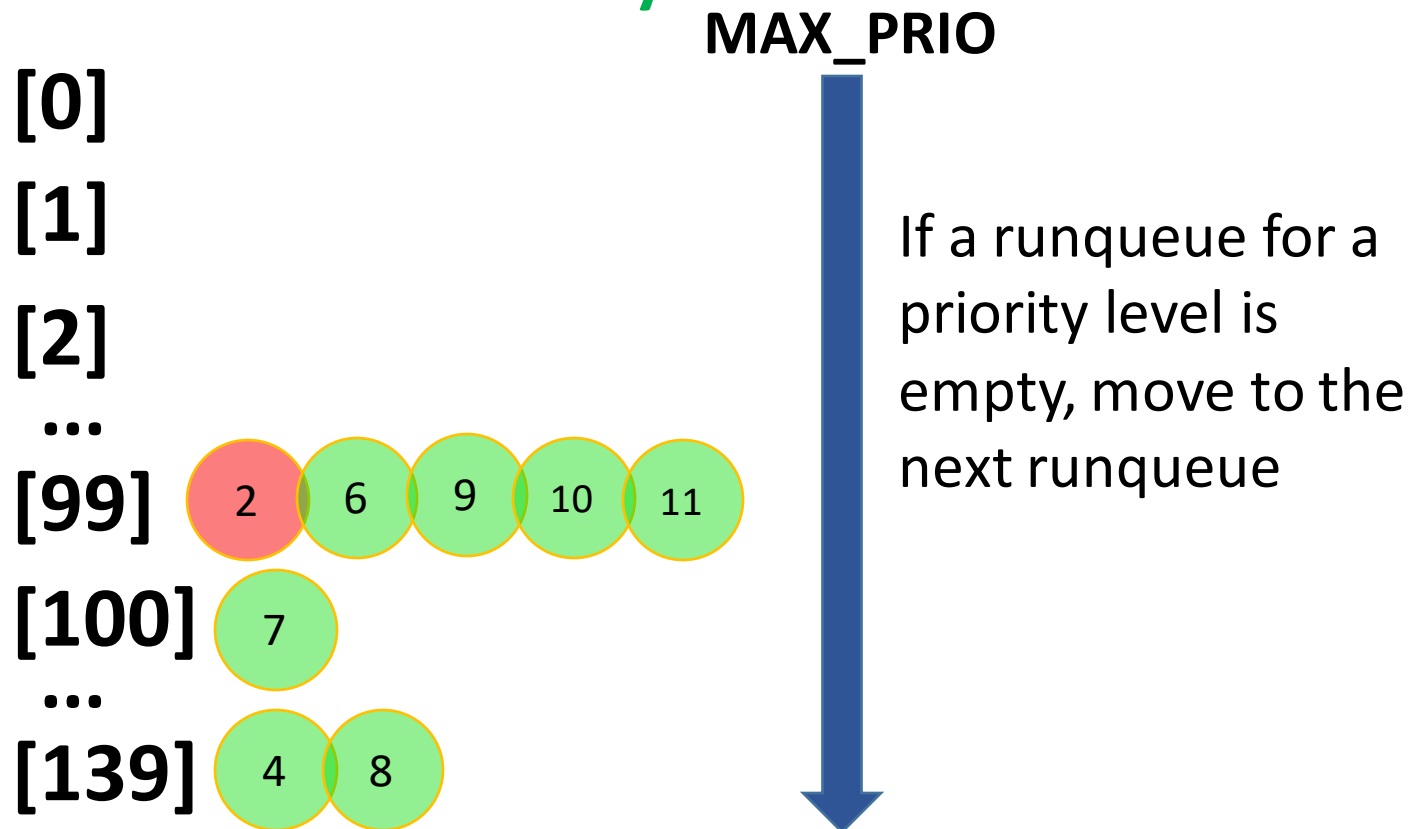 MAX_PRIO
[0]
[1]
[2]
...
[99] 2 6 9 10 11
[100] 7
...
[139] 4 8
If a runqueue for a
priority level is
empty, move to the
next runqueue